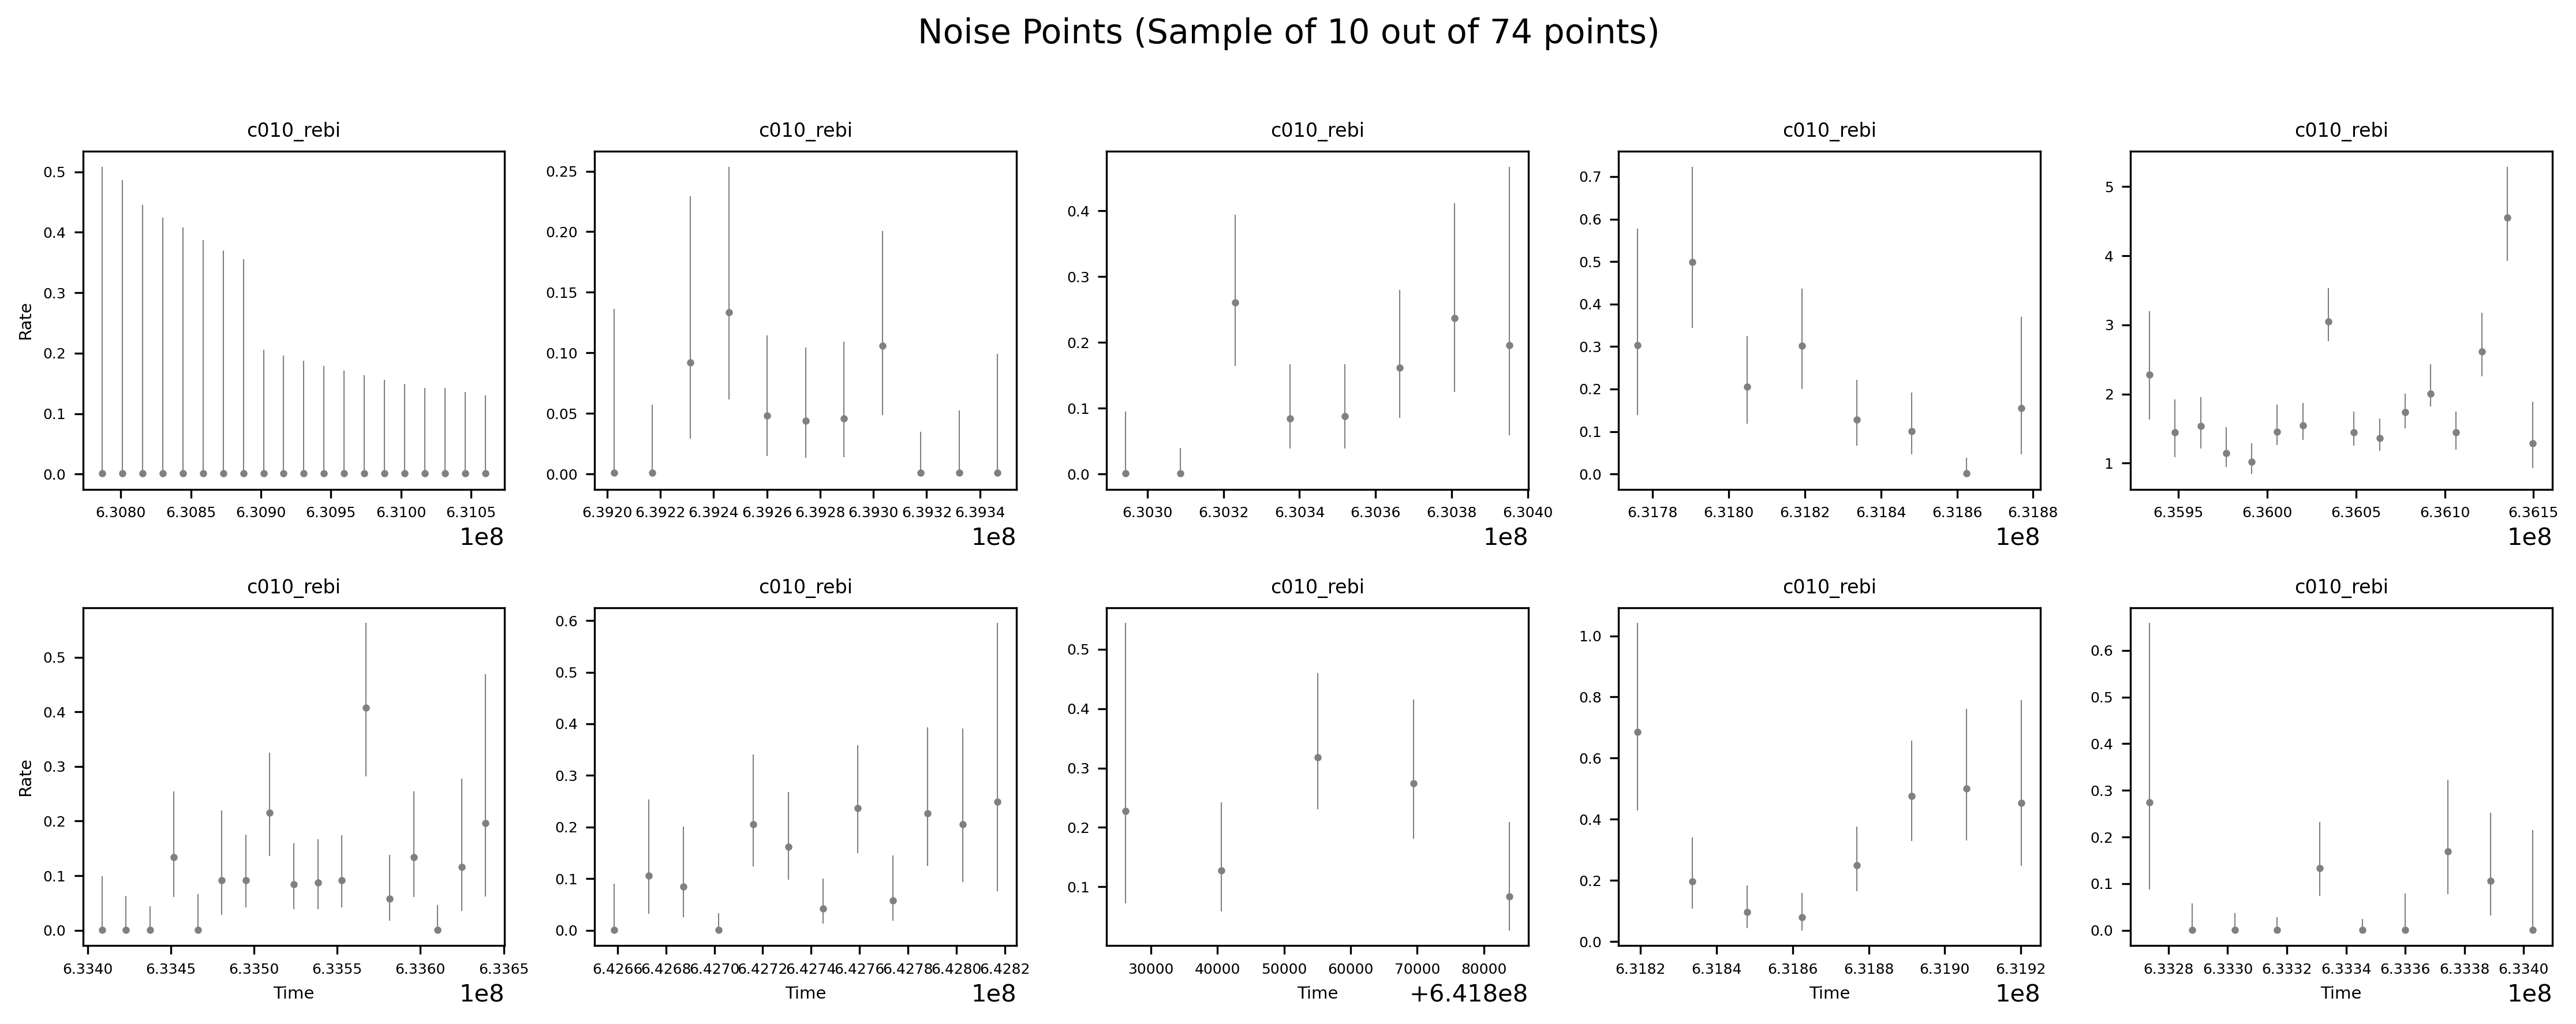 Noise Points (Sample of 10 out of 74 points)
c010_rebi c010_rebi c010_rebi c010_rebi c010_rebi
Rate
0.5
0.4
0.3
0.2
0.1
0.0
6.3080 6.3085 6.3090 6.3095 6.3100 6.3105
1e8
0.25
0.20
0.15
0.10
0.05
0.00
6.3920 6.3922 6.3924 6.3926 6.3928 6.3930 6.3932 6.3934
1e8
0.4
0.3
0.2
0.1
0.0
6.3030 6.3032 6.3034 6.3036 6.3038 6.3040
1e8
0.7
0.6
0.5
0.4
0.3
0.2
0.1
0.0
6.3178 6.3180 6.3182 6.3184 6.3186 6.3188
1e8
5
4
3
2
1
6.3595 6.3600 6.3605 6.3610 6.3615
1e8
c010_rebi c010_rebi c010_rebi c010_rebi c010_rebi
Rate
0.5
0.4
0.3
0.2
0.1
0.0
6.3340 6.3345 6.3350 6.3355 6.3360 6.3365
Time
1e8
0.6
0.5
0.4
0.3
0.2
0.1
0.0
6.4266 6.4268 6.4270 6.4272 6.4274 6.4276 6.4278 6.4280 6.4282
Time
1e8
0.5
0.4
0.3
0.2
0.1
30000 40000 50000 60000 70000 80000
Time
+6.418e8
1.0
0.8
0.6
0.4
0.2
0.0
6.3182 6.3184 6.3186 6.3188 6.3190 6.3192
Time
1e8
0.6
0.5
0.4
0.3
0.2
0.1
0.0
6.3328 6.3330 6.3332 6.3334 6.3336 6.3338 6.3340
Time
1e8